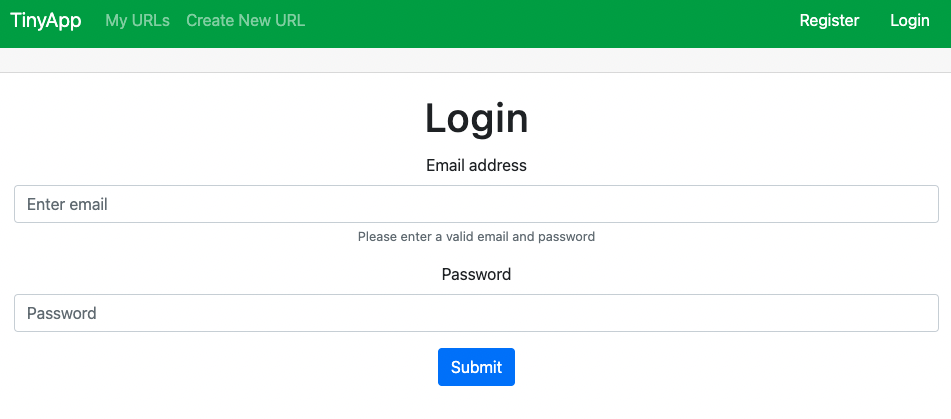 TinyApp My URLs Create New URL Register Login
Login
Email address
Enter email
Please enter a valid email and password
Password
Password
Submit